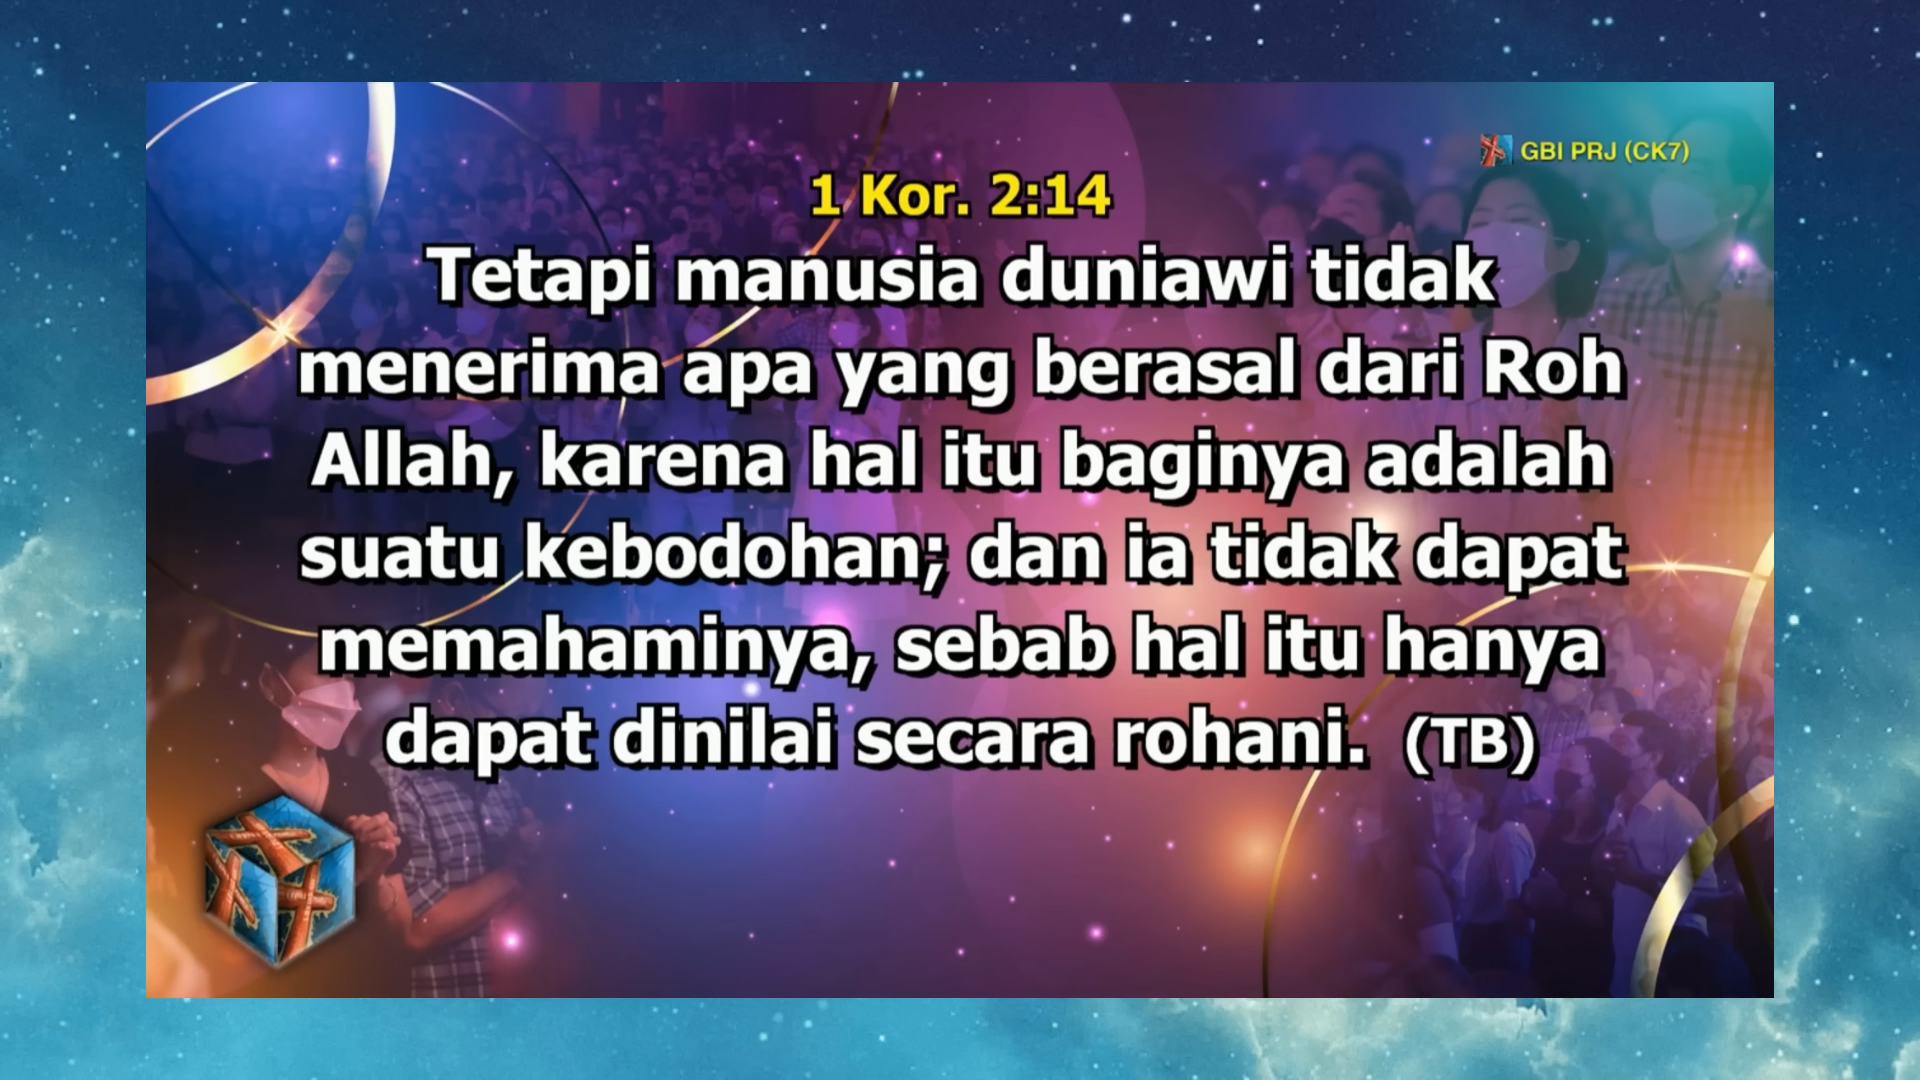 GBI PRJ (CK7)
1 Kor. 2:14
Tetapi manusia duniawi tidak
menerima apa yang berasal dari Roh
Allah, karena hal itu baginya adalah
suatu kebodohan; dan ia tidak dapat
memahaminya, sebab hal itu hanya
dapat dinilai secara rohani. (TB)